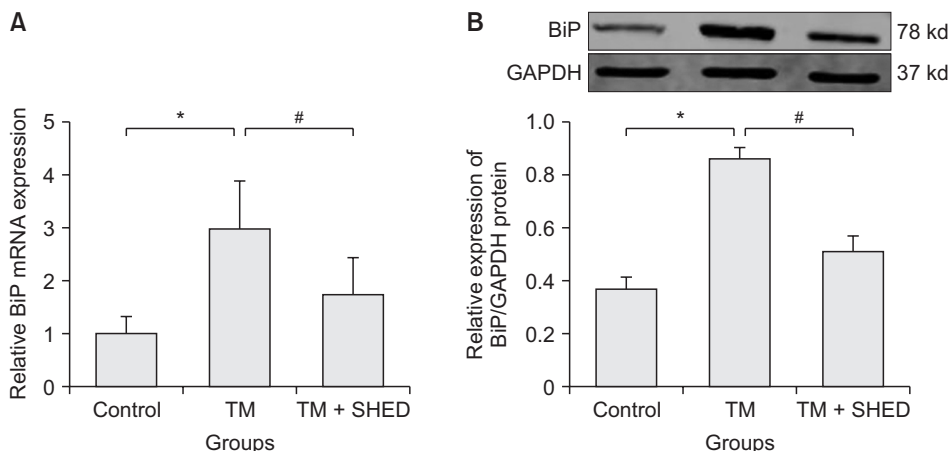 A
Relative BiP mRNA expression
5
4
3
2
1
0
*
#
Control
TM
TM + SHED
Groups
B
BiP
78 kd
GAPDH
37 kd
Relative expression of
BiP/GAPDH protein
1.0
0.8
0.6
0.4
0.2
0
*
#
Control
TM
TM + SHED
Groups